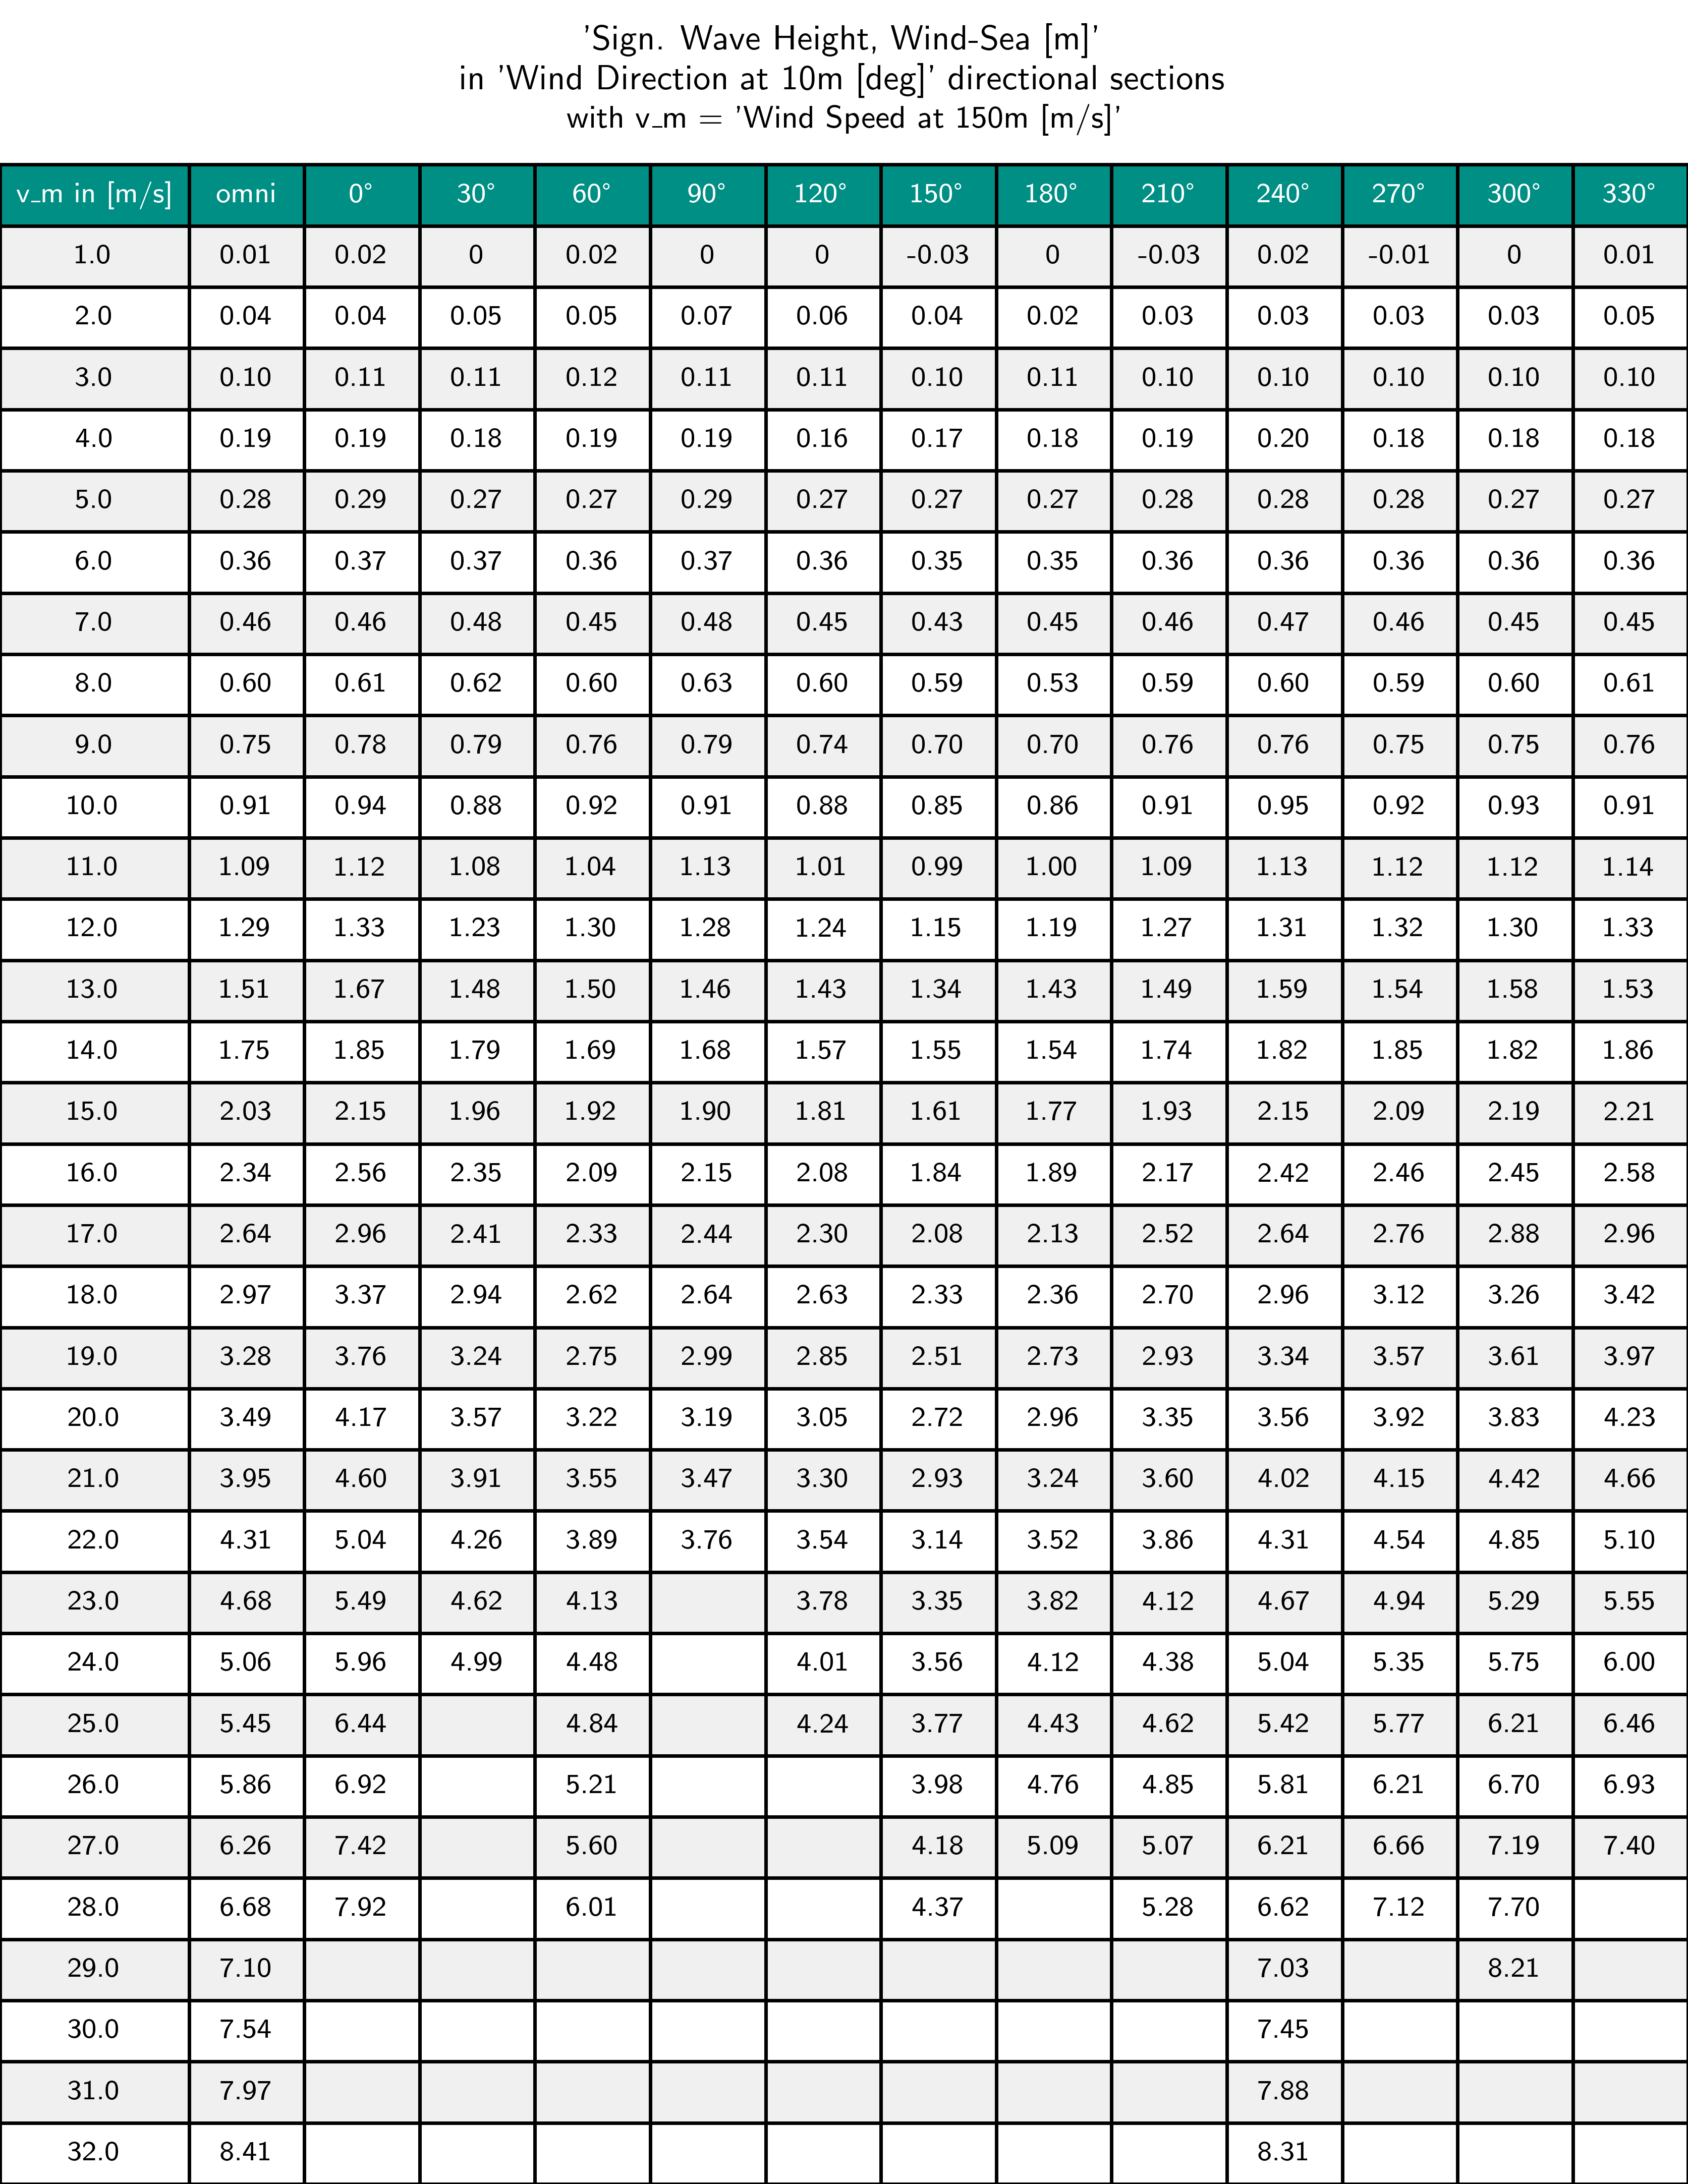 'Sign. Wave Height, Wind-Sea [m]'
in 'Wind Direction at 10m [deg]' directional sections
with v_m = 'Wind Speed at 150m [m/s]'
v_m in [m/s] omni 0° 30° 60° 90° 120° 150° 180° 210° 240° 270° 300° 330°
1.0 0.01 0.02 0 0.02 0 0 -0.03 0 -0.03 0.02 -0.01 0 0.01
2.0 0.04 0.04 0.05 0.05 0.07 0.06 0.04 0.02 0.03 0.03 0.03 0.03 0.05
3.0 0.10 0.11 0.11 0.12 0.11 0.11 0.10 0.11 0.10 0.10 0.10 0.10 0.10
4.0 0.19 0.19 0.18 0.19 0.19 0.16 0.17 0.18 0.19 0.20 0.18 0.18 0.18
5.0 0.28 0.29 0.27 0.27 0.29 0.27 0.27 0.27 0.28 0.28 0.28 0.27 0.27
6.0 0.36 0.37 0.37 0.36 0.37 0.36 0.35 0.35 0.36 0.36 0.36 0.36 0.36
7.0 0.46 0.46 0.48 0.45 0.48 0.45 0.43 0.45 0.46 0.47 0.46 0.45 0.45
8.0 0.60 0.61 0.62 0.60 0.63 0.60 0.59 0.53 0.59 0.60 0.59 0.60 0.61
9.0 0.75 0.78 0.79 0.76 0.79 0.74 0.70 0.70 0.76 0.76 0.75 0.75 0.76
10.0 0.91 0.94 0.88 0.92 0.91 0.88 0.85 0.86 0.91 0.95 0.92 0.93 0.91
11.0 1.09 1.12 1.08 1.04 1.13 1.01 0.99 1.00 1.09 1.13 1.12 1.12 1.14
12.0 1.29 1.33 1.23 1.30 1.28 1.24 1.15 1.19 1.27 1.31 1.32 1.30 1.33
13.0 1.51 1.67 1.48 1.50 1.46 1.43 1.34 1.43 1.49 1.59 1.54 1.58 1.53
14.0 1.75 1.85 1.79 1.69 1.68 1.57 1.55 1.54 1.74 1.82 1.85 1.82 1.86
15.0 2.03 2.15 1.96 1.92 1.90 1.81 1.61 1.77 1.93 2.15 2.09 2.19 2.21
16.0 2.34 2.56 2.35 2.09 2.15 2.08 1.84 1.89 2.17 2.42 2.46 2.45 2.58
17.0 2.64 2.96 2.41 2.33 2.44 2.30 2.08 2.13 2.52 2.64 2.76 2.88 2.96
18.0 2.97 3.37 2.94 2.62 2.64 2.63 2.33 2.36 2.70 2.96 3.12 3.26 3.42
19.0 3.28 3.76 3.24 2.75 2.99 2.85 2.51 2.73 2.93 3.34 3.57 3.61 3.97
20.0 3.49 4.17 3.57 3.22 3.19 3.05 2.72 2.96 3.35 3.56 3.92 3.83 4.23
21.0 3.95 4.60 3.91 3.55 3.47 3.30 2.93 3.24 3.60 4.02 4.15 4.42 4.66
22.0 4.31 5.04 4.26 3.89 3.76 3.54 3.14 3.52 3.86 4.31 4.54 4.85 5.10
23.0 4.68 5.49 4.62 4.13 3.78 3.35 3.82 4.12 4.67 4.94 5.29 5.55
24.0 5.06 5.96 4.99 4.48 4.01 3.56 4.12 4.38 5.04 5.35 5.75 6.00
25.0 5.45 6.44 4.84 4.24 3.77 4.43 4.62 5.42 5.77 6.21 6.46
26.0 5.86 6.92 5.21 3.98 4.76 4.85 5.81 6.21 6.70 6.93
27.0 6.26 7.42 5.60 4.18 5.09 5.07 6.21 6.66 7.19 7.40
28.0 6.68 7.92 6.01 4.37 5.28 6.62 7.12 7.70
29.0 7.10 7.03 8.21
30.0 7.54 7.45
31.0 7.97 7.88
32.0 8.41 8.31